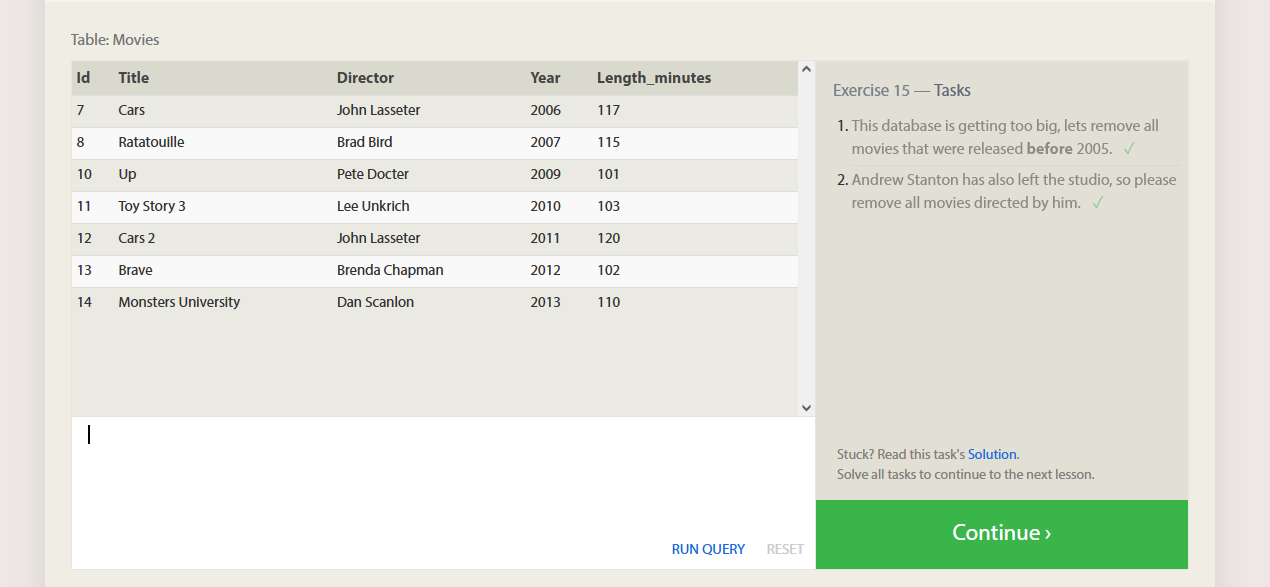 Table: Movies
Id Title Director Year Length_minutes
7 Cars John Lasseter 2006 117
8 Ratatouille Brad Bird 2007 115
10 Up Pete Docter 2009 101
11 Toy Story 3 Lee Unkrich 2010 103
12 Cars 2 John Lasseter 2011 120
13 Brave Brenda Chapman 2012 102
14 Monsters University Dan Scanlon 2013 110
RUN QUERY RESET
Exercise 15 — Tasks
1. This database is getting too big, lets remove all
movies that were released before 2005. ✓
2. Andrew Stanton has also left the studio, so please
remove all movies directed by him. ✓
Stuck? Read this task's Solution.
Solve all tasks to continue to the next lesson.
Continue ›